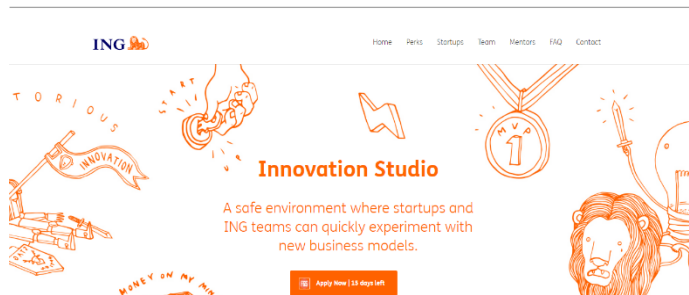 ING
Home Perks Startups Team Mentors FAQ Contact
TORIOUS
START
UP
INNOVATION
MVP
1
Innovation Studio
A safe environment where startups and
ING teams can quickly experiment with
new business models.
Apply Now | 15 days left
MONEY ON MY MIN